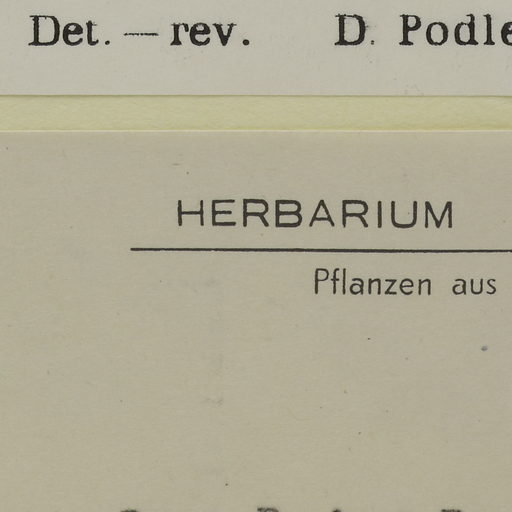 Det. — rev. D. Podle
HERBARIUM
Pflanzen aus